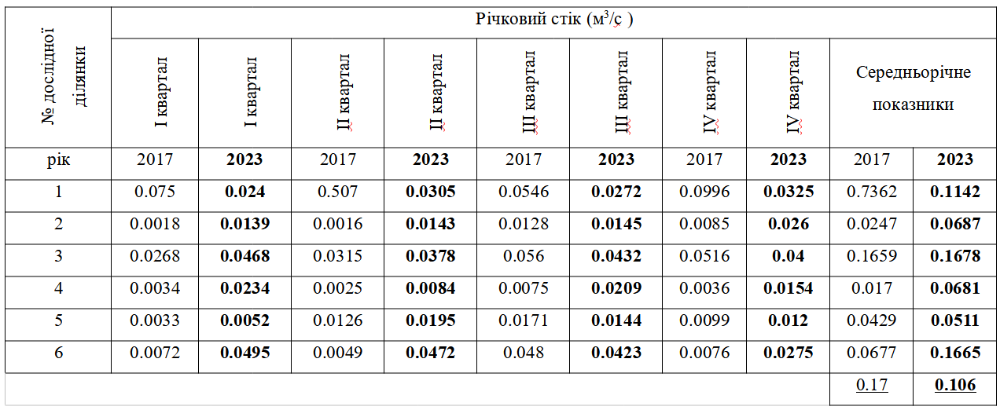 № дослідної ділянки
Річковий стік (м³/с )
І квартал
І квартал
ІІ квартал
ІІ квартал
ІІІ квартал
ІІІ квартал
ІV квартал
ІV квартал
Середньорічне
показники
рік 2017 2023 2017 2023 2017 2023 2017 2023 2017 2023
1 0.075 0.024 0.507 0.0305 0.0546 0.0272 0.0996 0.0325 0.7362 0.1142
2 0.0018 0.0139 0.0016 0.0143 0.0128 0.0145 0.0085 0.026 0.0247 0.0687
3 0.0268 0.0468 0.0315 0.0378 0.056 0.0432 0.0516 0.04 0.1659 0.1678
4 0.0034 0.0234 0.0025 0.0084 0.0075 0.0209 0.0036 0.0154 0.017 0.0681
5 0.0033 0.0052 0.0126 0.0195 0.0171 0.0144 0.0099 0.012 0.0429 0.0511
6 0.0072 0.0495 0.0049 0.0472 0.048 0.0423 0.0076 0.0275 0.0677 0.1665
0.17 0.106